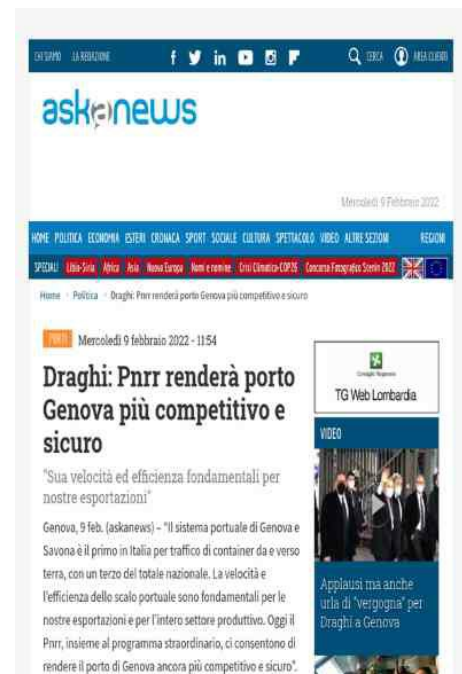 CHI SIAMO LA REDAZIONE
CERCA AREA CLIENTI
askanews
Mercoledì 9 Febbraio 2022
HOME POLITICA ECONOMIA ESTERI CRONACA SPORT SOCIALE CULTURA SPETTACOLO VIDEO ALTRE SEZIONI REGIONI
SPECIALI Libia-Siria Africa Asia Nuova Europa Nomi e nomine Crisi Climatica-COP26 Concorso Fotografico Stenin 2022
Home Politica Draghi: Pnrr renderà porto Genova più competitivo e sicuro
PORTI Mercoledì 9 febbraio 2022 - 11:54
Draghi: Pnrr renderà porto
Genova più competitivo e
sicuro
"Sua velocità ed efficienza fondamentali per
nostre esportazioni"
Genova, 9 feb. (askanews) – "Il sistema portuale di Genova e
Savona è il primo in Italia per traffico di container da e verso
terra, con un terzo del totale nazionale. La velocità e
l'efficienza dello scalo portuale sono fondamentali per le
nostre esportazioni e per l'intero settore produttivo. Oggi il
Pnrr, insieme al programma straordinario, ci consentono di
rendere il porto di Genova ancora più competitivo e sicuro".
Consiglio Regionale
TG Web Lombardia
VIDEO
Applausi ma anche
urla di "vergogna" per
Draghi a Genova